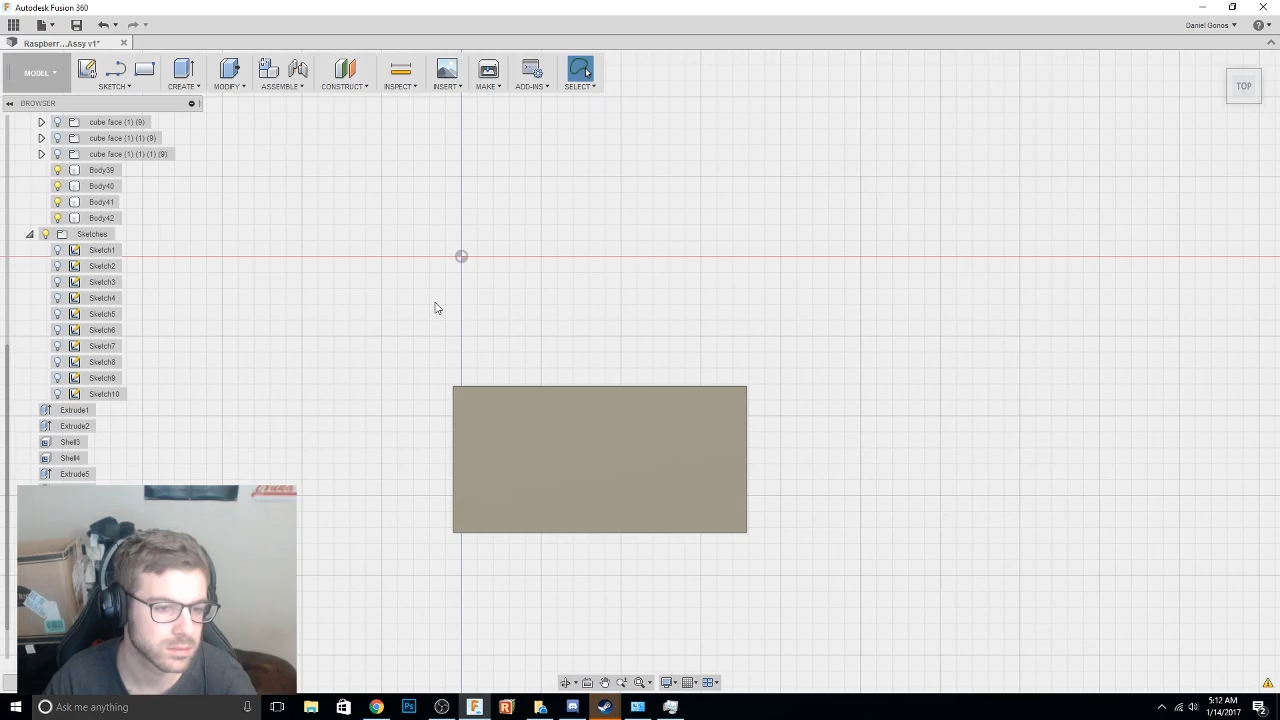 Autodesk Fusion 360
Daniel Gonos
Raspberr...Assy v1*
MODEL
SKETCH
CREATE
MODIFY
ASSEMBLE
CONSTRUCT
INSPECT
INSERT
MAKE
ADD-INS
SELECT
TOP
BROWSER
cube face (1) (9)
cube face (1) (1) (9)
cube face (1) (1) (1) (9)
Body39
Body40
Body41
Body42
Sketches
Sketch1
Sketch2
Sketch3
Sketch4
Sketch5
Sketch6
Sketch7
Sketch8
Sketch9
Sketch10
Extrude1
Extrude2
Shell3
Shell4
Extrude5
Ask me anything
5:12 AM
1/14/2017